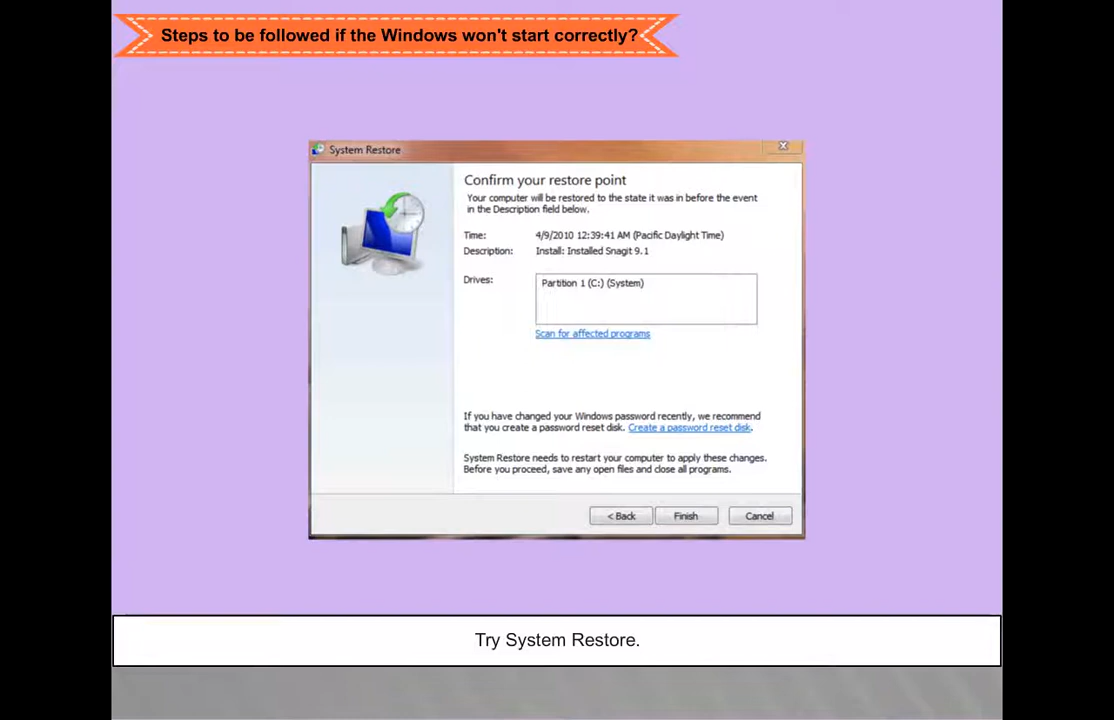 Steps to be followed if the Windows won't start correctly?
System Restore
Confirm your restore point
Your computer will be restored to the state it was in before the event
in the Description field below.
Time: 4/9/2010 12:39:41 AM (Pacific Daylight Time)
Description: Install: Installed Snagit 9.1
Drives: Partition 1 (C:) (System)
Scan for affected programs
If you have changed your Windows password recently, we recommend
that you create a password reset disk. Create a password reset disk.
System Restore needs to restart your computer to apply these changes.
Before you proceed, save any open files and close all programs.
< Back Finish Cancel
Try System Restore.